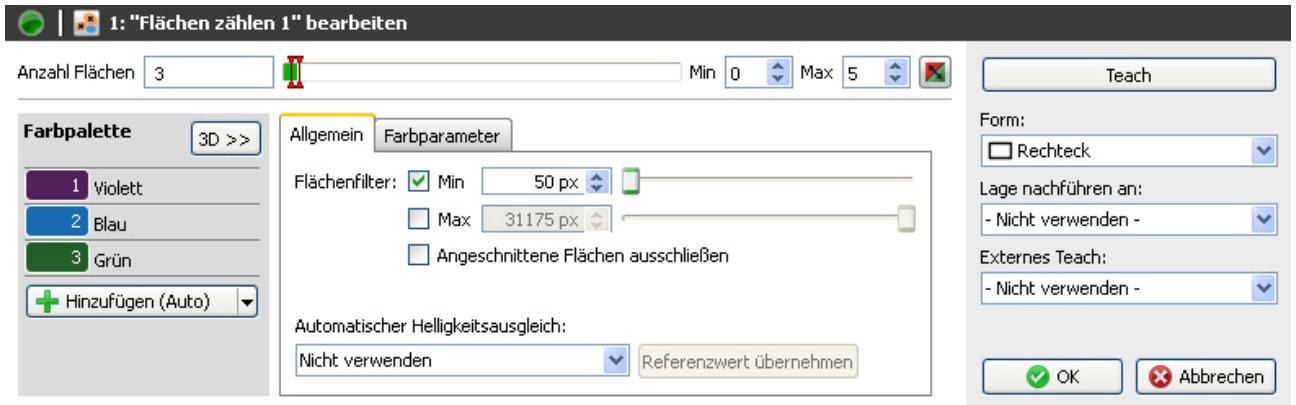 1: "Flächen zählen 1" bearbeiten
Anzahl Flächen 3 Min 0 Max 5
Teach
Farbpalette 3D >>
1 Violett
2 Blau
3 Grün
Hinzufügen (Auto)
Allgemein Farbparameter
Flächenfilter: Min 50 px
Max 31175 px
Angeschnittene Flächen ausschließen
Automatischer Helligkeitsausgleich:
Nicht verwenden Referenzwert übernehmen
Form:
Rechteck
Lage nachführen an:
- Nicht verwenden -
Externes Teach:
- Nicht verwenden -
OK Abbrechen